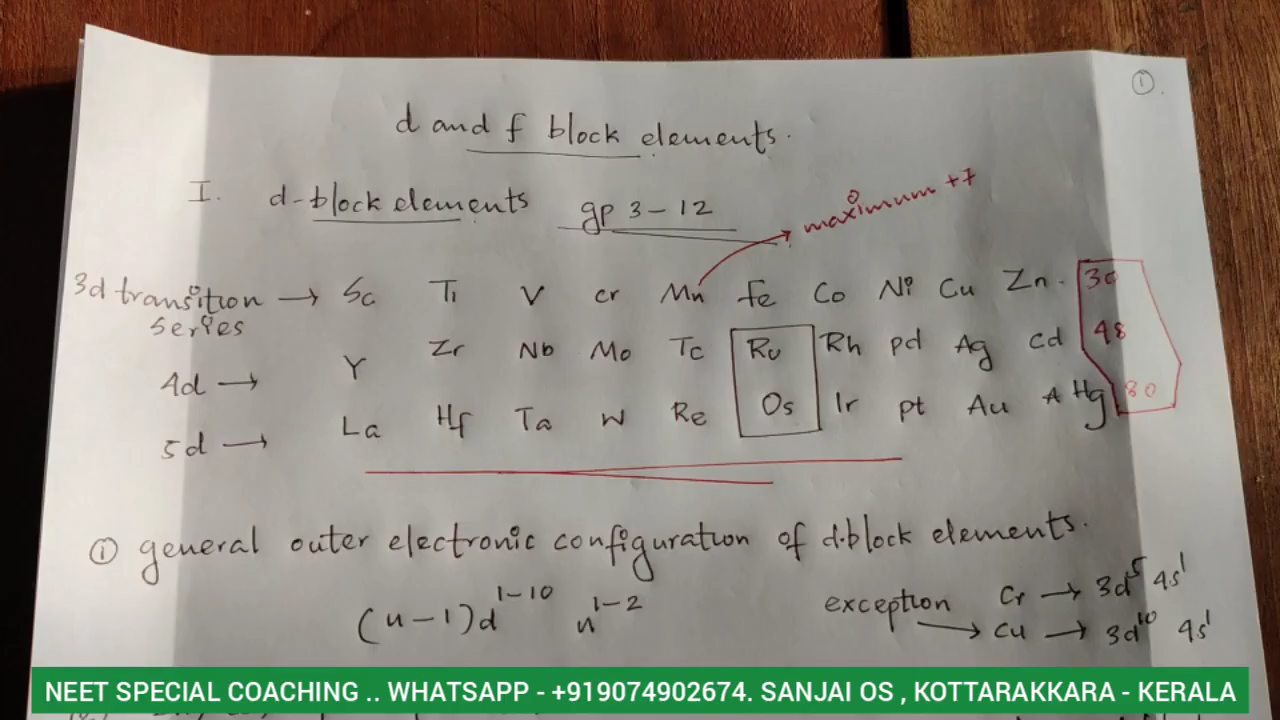 ①
d and f block elements.
I. d-block elements gp 3-12
maximum +7
3d transition series → Sc Ti V cr Mn Fe Co Ni Cu Zn. 30
4d → Y Zr Nb Mo Tc Ru Rh pd Ag Cd 48
5d → La Hf Ta W Re Os Ir pt Au A Hg 80
① general outer electronic configuration of d-block elements.
(n-1)d¹⁻¹⁰ n¹⁻²
exception Cr → 3d⁵ 4s¹
→ Cu → 3d¹⁰ 4s¹
NEET SPECIAL COACHING .. WHATSAPP - +919074902674. SANJAI OS , KOTTARAKKARA - KERALA